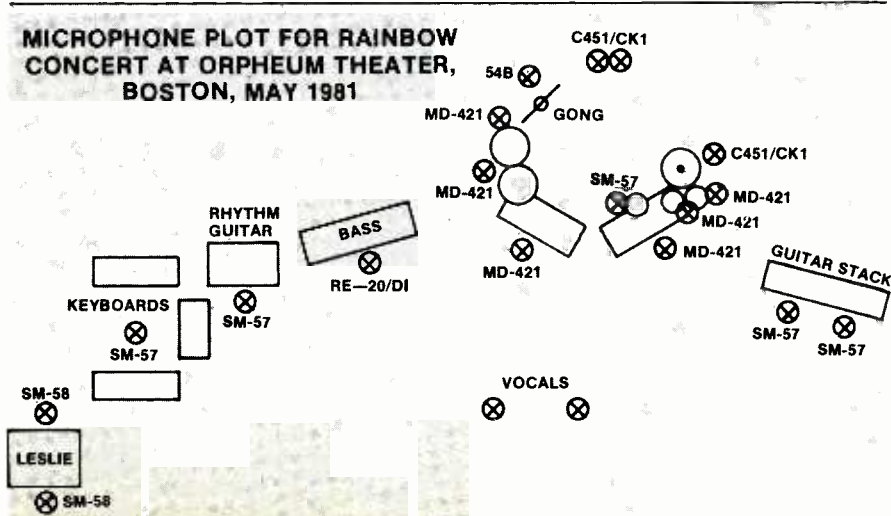 MICROPHONE PLOT FOR RAINBOW
CONCERT AT ORPHEUM THEATER,
BOSTON, MAY 1981
C451/CK1
54B
GONG
MD-421
C451/CK1
MD-421
SM-57
MD-421
MD-421
RHYTHM
GUITAR
BASS
MD-421
MD-421
GUITAR STACK
RE—20/DI
KEYBOARDS
SM-57
SM-57
SM-57
SM-57
SM-58
VOCALS
LESLIE
SM-58